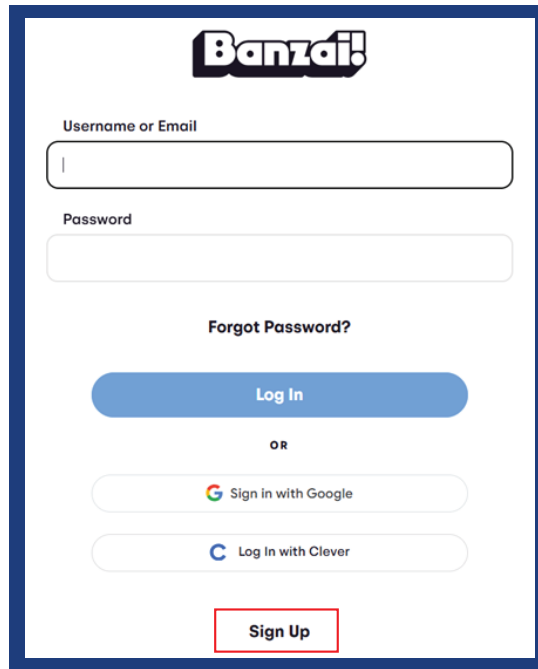 Banzai!
Username or Email
Password
Forgot Password?
Log In
OR
Sign in with Google
Log In with Clever
Sign Up